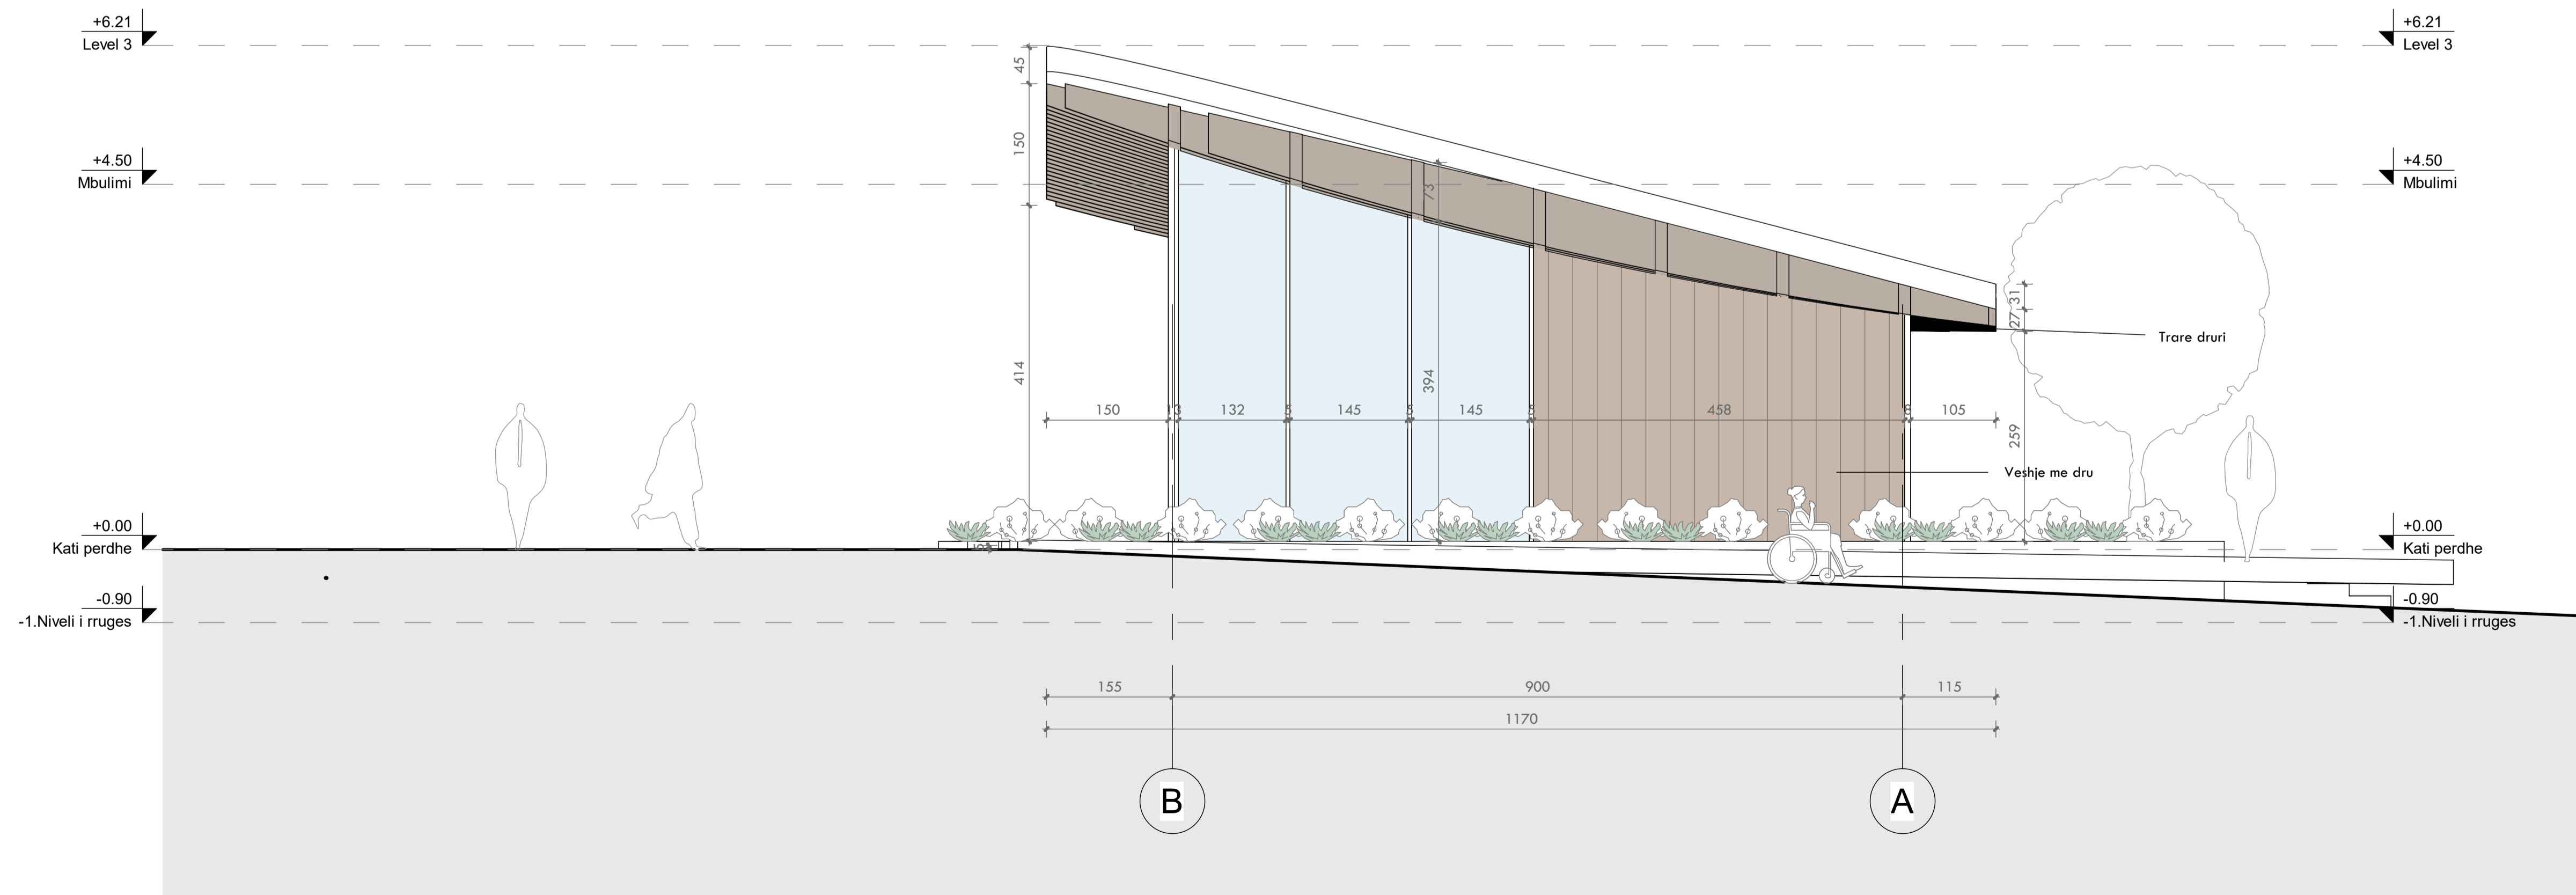 +6.21
Level 3
+6.21
Level 3
45
150
+4.50
Mbulimi
+4.50
Mbulimi
73
31
27
Trare druri
414
394
150
132
5
145
5
145
5
458
8
105
259
Veshje me dru
+0.00
Kati perdhe
+0.00
Kati perdhe
-0.90
-1.Niveli i rruges
-0.90
-1.Niveli i rruges
155
900
115
1170
B
A